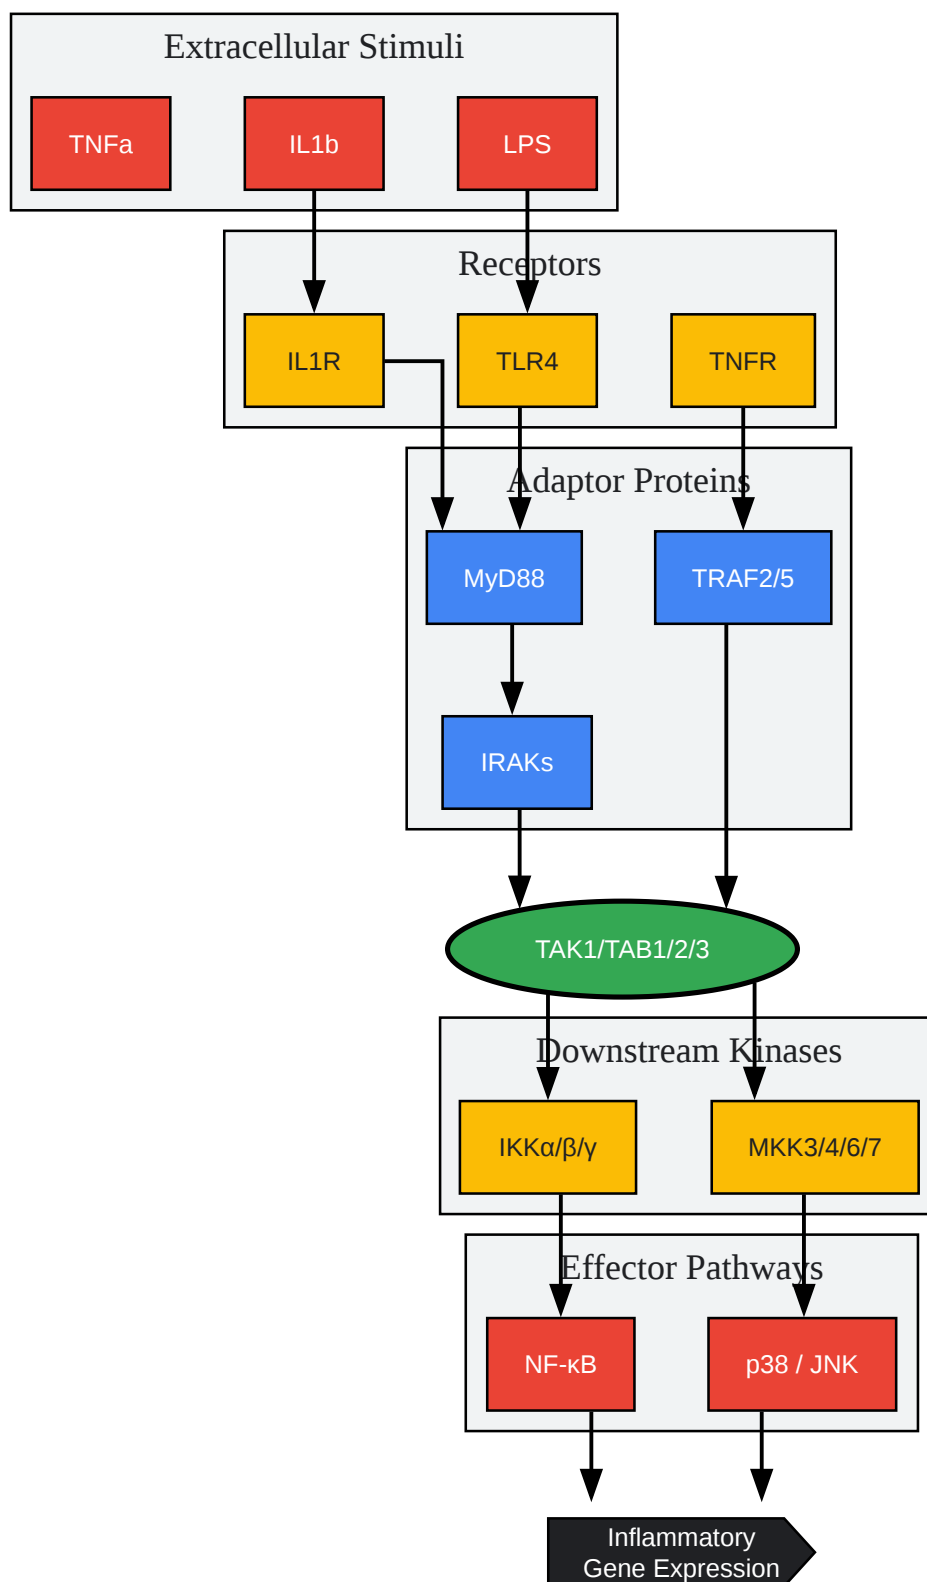 Extracellular Stimuli
TNFa
IL1b
LPS
Receptors
IL1R
TLR4
TNFR
Adaptor Proteins
MyD88
TRAF2/5
IRAKs
TAK1/TAB1/2/3
Downstream Kinases
IKKα/β/γ
MKK3/4/6/7
Effector Pathways
NF-κB
p38 / JNK
Inflammatory
Gene Expression